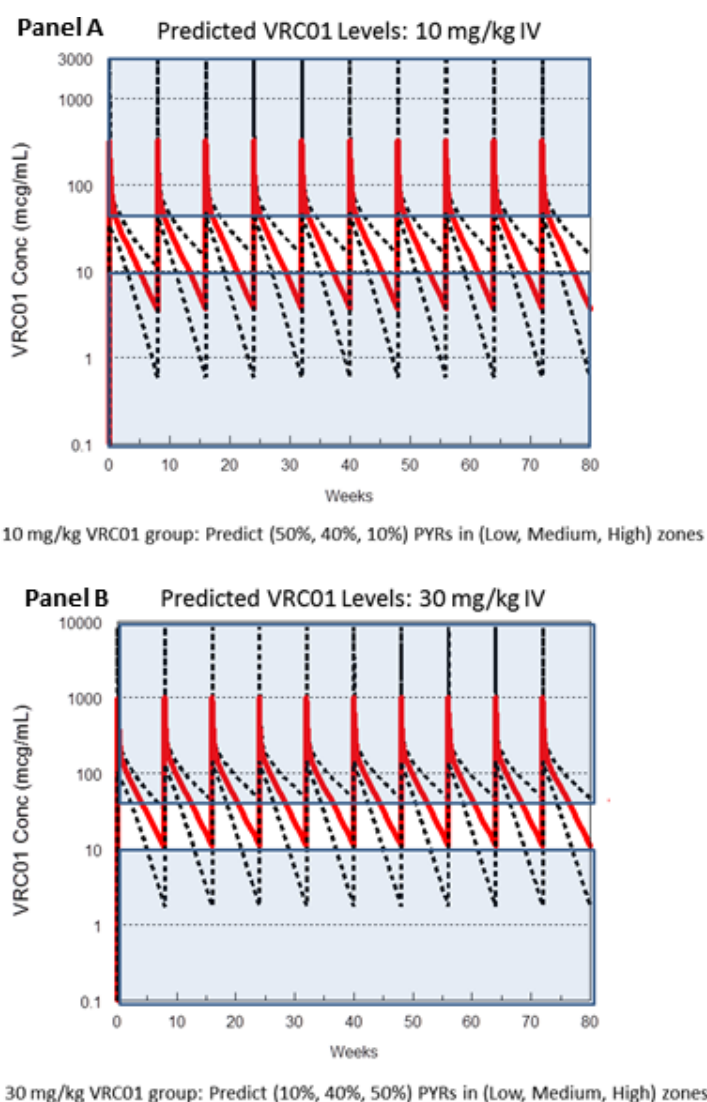 Panel A Predicted VRC01 Levels: 10 mg/kg IV
VRC01 Conc (mcg/mL)
3000
1000
100
10
1
0.1
0 10 20 30 40 50 60 70 80
Weeks
10 mg/kg VRC01 group: Predict (50%, 40%, 10%) PYRs in (Low, Medium, High) zones
Panel B Predicted VRC01 Levels: 30 mg/kg IV
VRC01 Conc (mcg/mL)
10000
1000
100
10
1
0.1
0 10 20 30 40 50 60 70 80
Weeks
30 mg/kg VRC01 group: Predict (10%, 40%, 50%) PYRs in (Low, Medium, High) zones